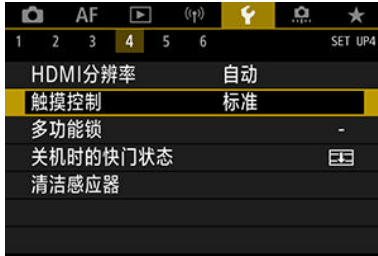 AF
1 2 3 4 5 6 SET UP4
HDMI分辨率 自动
触摸控制 标准
多功能锁 -
关机时的快门状态
清洁感应器